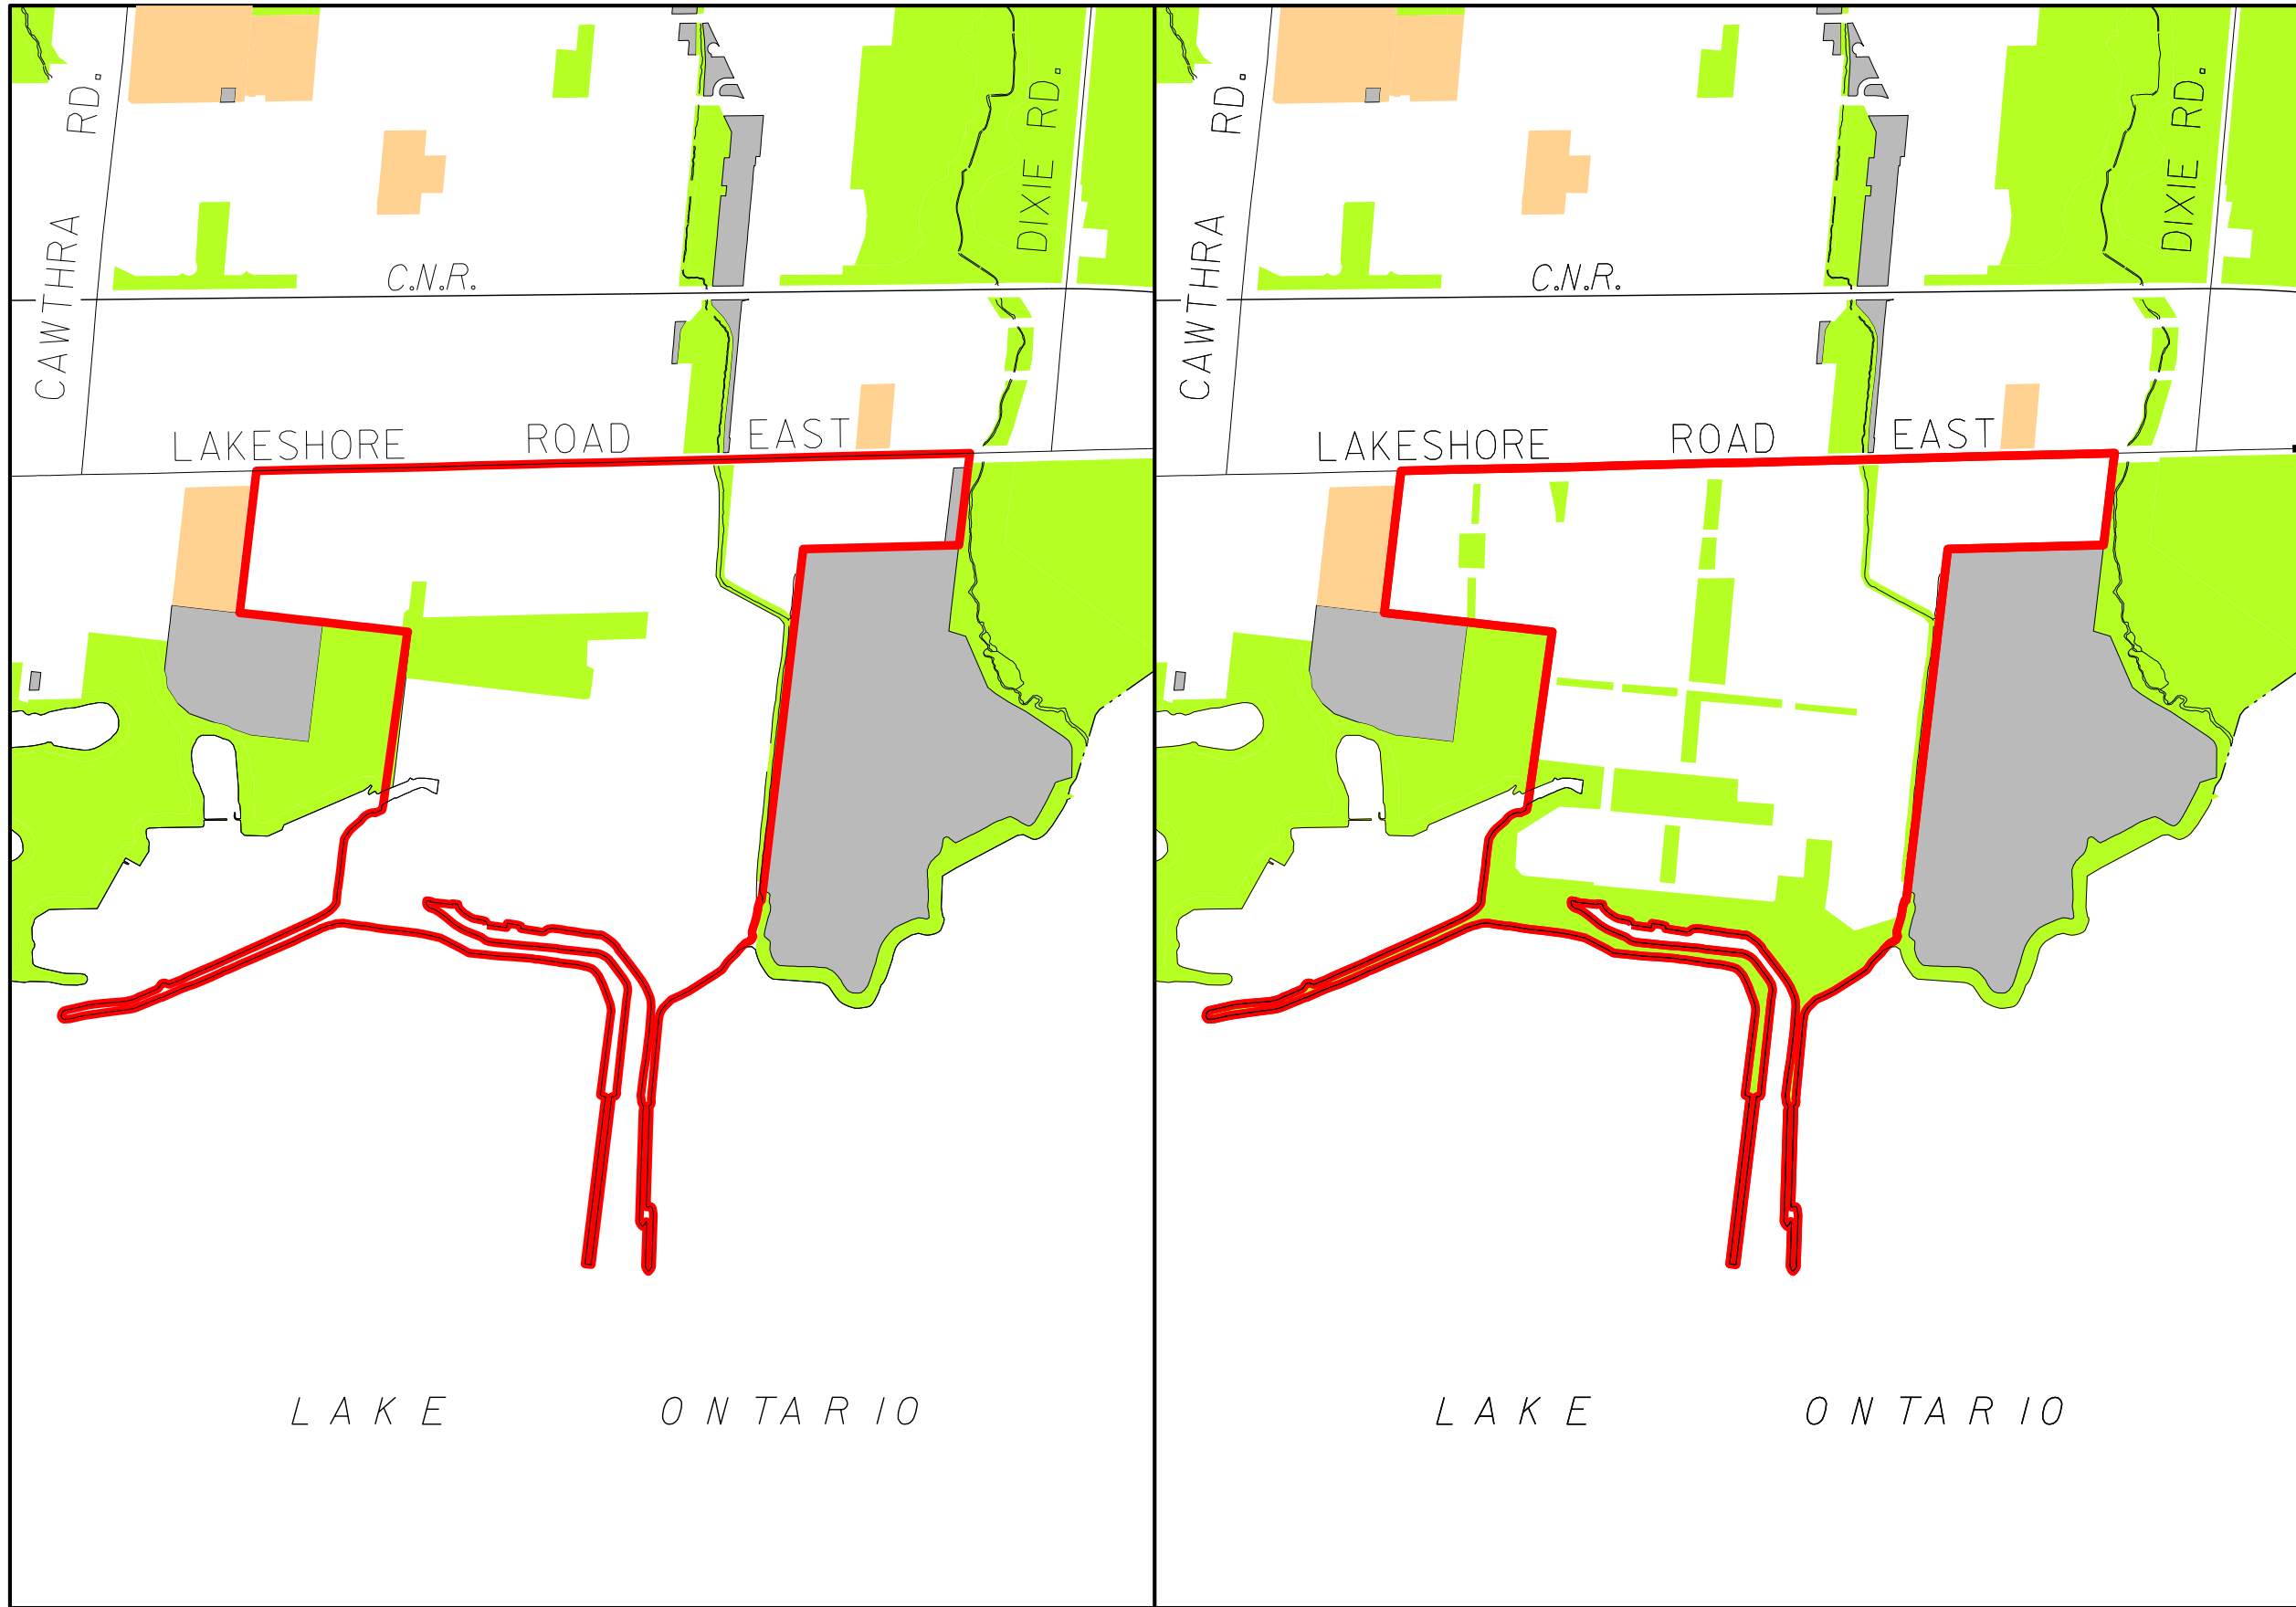 CAWTHRA RD.
DIXIE RD.
C.N.R.
LAKESHORE ROAD EAST
LAKE ONTARIO
CAWTHRA RD.
DIXIE RD.
C.N.R.
LAKESHORE ROAD EAST
LAKE ONTARIO